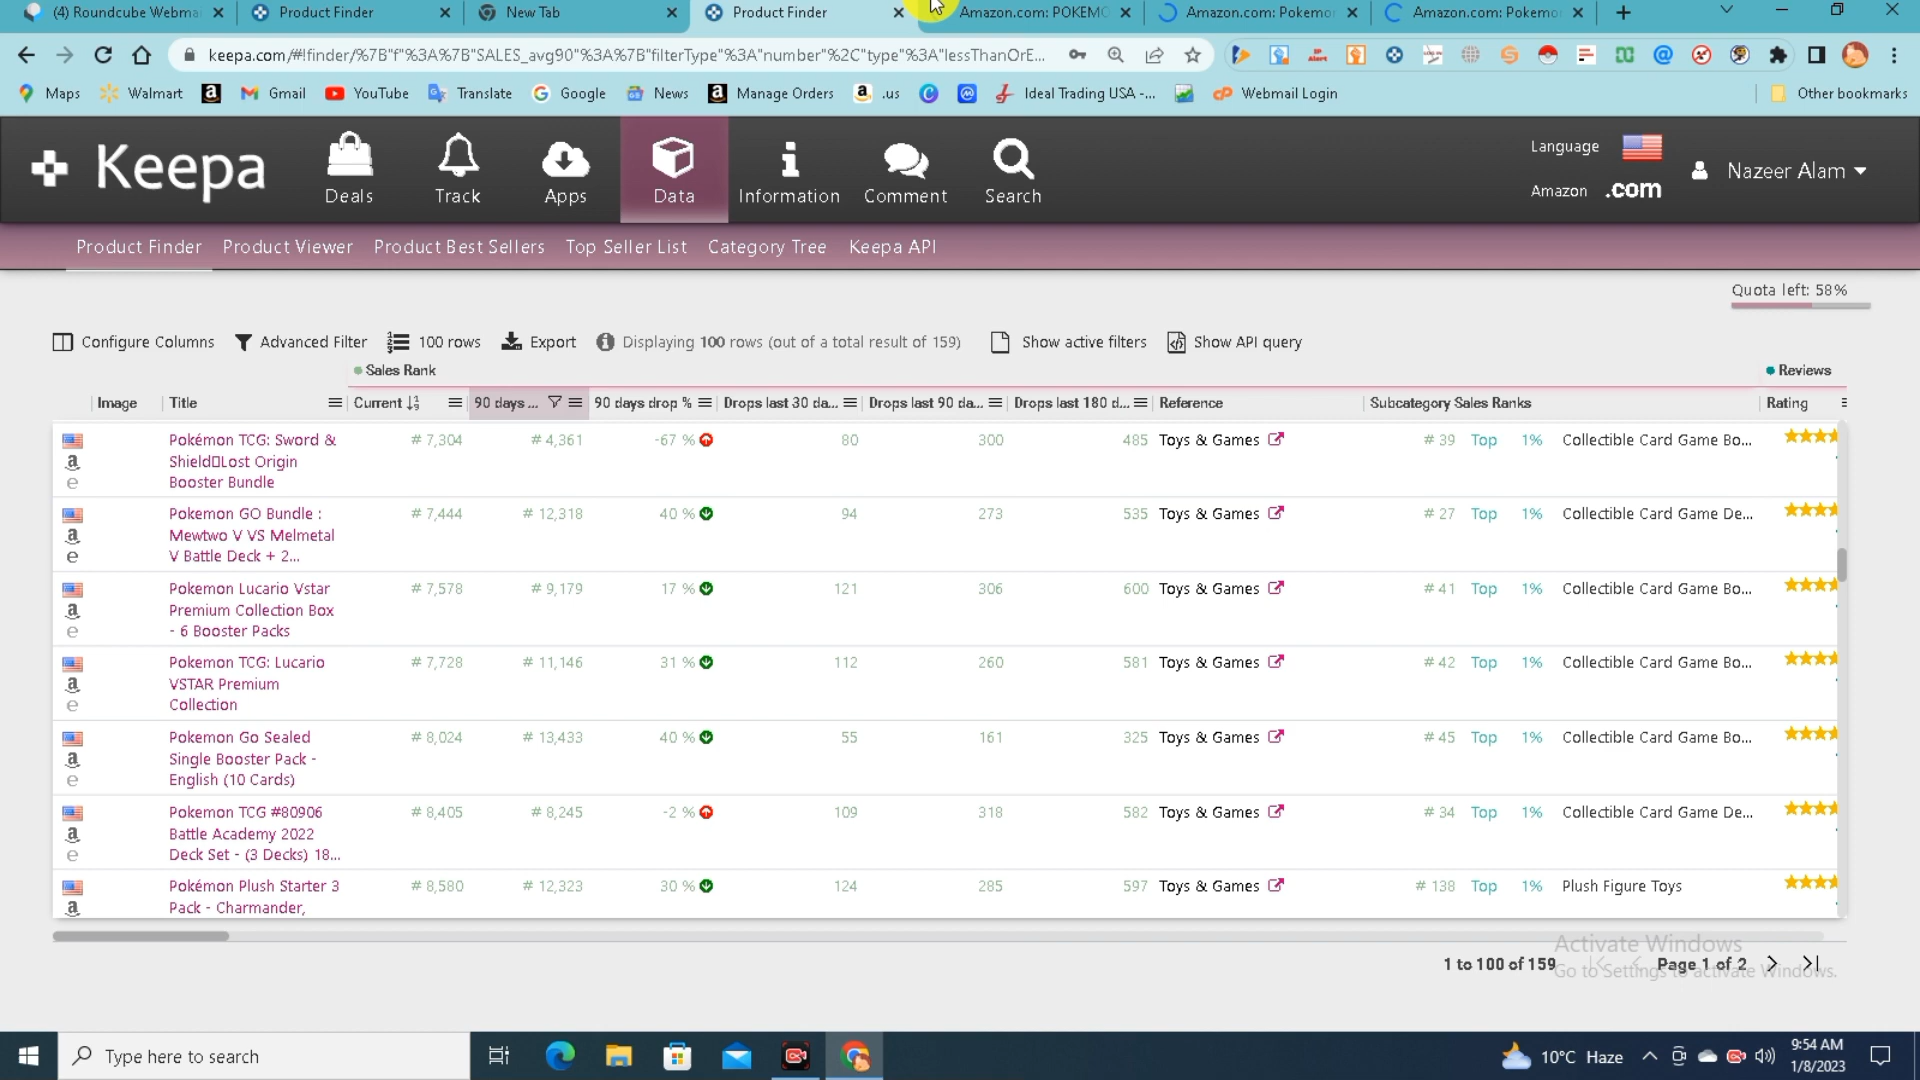 (4) Roundcube Webma
Product Finder
New Tab
Product Finder
Amazon.com: POKEMO
Amazon.com: Pokemo
Amazon.com: Pokemo
keepa.com/#!finder/%7B"f"%3A%7B"SALES_avg90"%3A%7B"filterType"%3A"number"%2C"type"%3A"lessThanOrE...
Maps
Walmart
Gmail
YouTube
Translate
Google
News
Manage Orders
.us
Ideal Trading USA -...
Webmail Login
Other bookmarks
Keepa
Deals
Track
Apps
Data
Information
Comment
Search
Language
Amazon .com
Nazeer Alam
Product Finder
Product Viewer
Product Best Sellers
Top Seller List
Category Tree
Keepa API
Quota left: 58%
Configure Columns
Advanced Filter
100 rows
Export
Displaying 100 rows (out of a total result of 159)
Show active filters
Show API query
Sales Rank
Reviews
Image Title Current 90 days ... 90 days drop % Drops last 30 da... Drops last 90 da... Drops last 180 d... Reference Subcategory Sales Ranks Rating
Pokémon TCG: Sword & # 7,304 # 4,361 -67 % 80 300 485 Toys & Games # 39 Top 1% Collectible Card Game Bo...
Shield▯Lost Origin
Booster Bundle
Pokemon GO Bundle : # 7,444 # 12,318 40 % 94 273 535 Toys & Games # 27 Top 1% Collectible Card Game De...
Mewtwo V VS Melmetal
V Battle Deck + 2...
Pokemon Lucario Vstar # 7,578 # 9,179 17 % 121 306 600 Toys & Games # 41 Top 1% Collectible Card Game Bo...
Premium Collection Box
- 6 Booster Packs
Pokemon TCG: Lucario # 7,728 # 11,146 31 % 112 260 581 Toys & Games # 42 Top 1% Collectible Card Game Bo...
VSTAR Premium
Collection
Pokemon Go Sealed # 8,024 # 13,433 40 % 55 161 325 Toys & Games # 45 Top 1% Collectible Card Game Bo...
Single Booster Pack -
English (10 Cards)
Pokemon TCG #80906 # 8,405 # 8,245 -2 % 109 318 582 Toys & Games # 34 Top 1% Collectible Card Game De...
Battle Academy 2022
Deck Set - (3 Decks) 18...
Pokémon Plush Starter 3 # 8,580 # 12,323 30 % 124 285 597 Toys & Games # 138 Top 1% Plush Figure Toys
Pack - Charmander,
Activate Windows
Go to Settings to activate Windows.
1 to 100 of 159
Page 1 of 2
Type here to search
10°C Haze
9:54 AM
1/8/2023